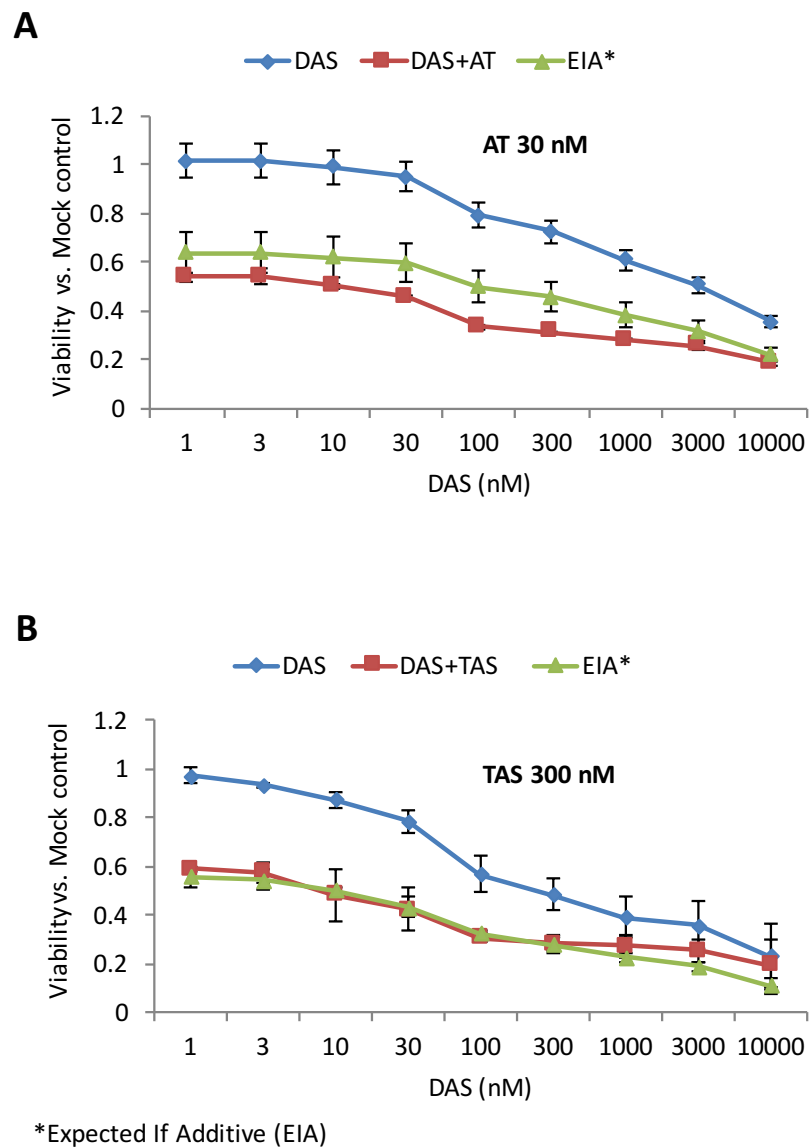 A
DAS DAS+AT EIA*
AT 30 nM
Viability vs. Mock control
1.2
1
0.8
0.6
0.4
0.2
0
1 3 10 30 100 300 1000 3000 10000
DAS (nM)
B
DAS DAS+TAS EIA*
TAS 300 nM
Viability vs. Mock control
1.2
1
0.8
0.6
0.4
0.2
0
1 3 10 30 100 300 1000 3000 10000
DAS (nM)
*Expected If Additive (EIA)